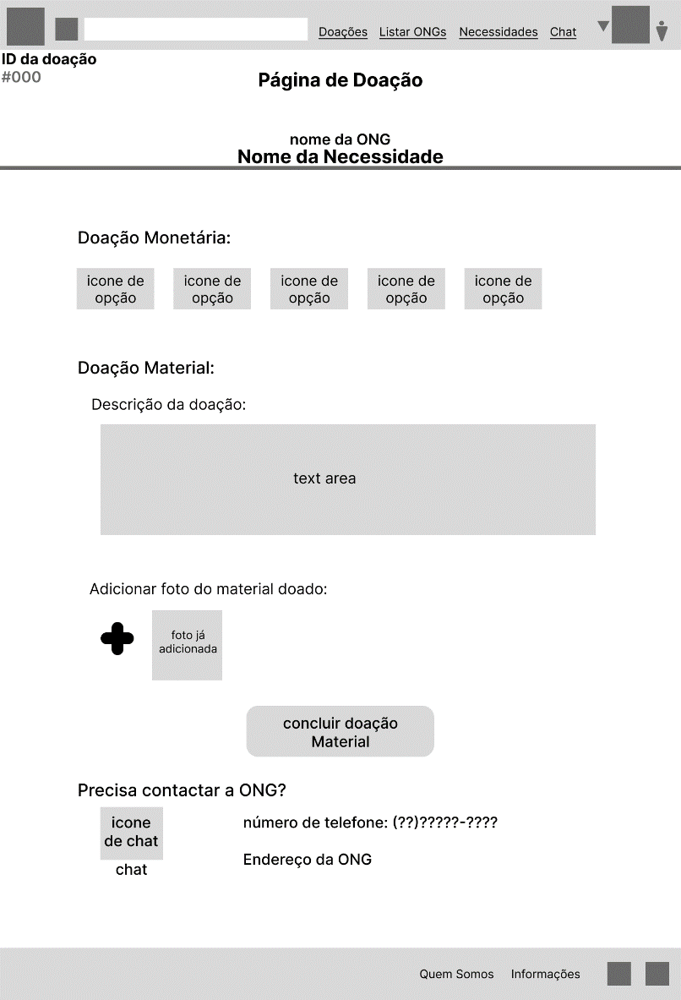 Doações Listar ONGs Necessidades Chat
ID da doação
#000
Página de Doação
nome da ONG
Nome da Necessidade
Doação Monetária:
icone de opção
icone de opção
icone de opção
icone de opção
icone de opção
Doação Material:
Descrição da doação:
text area
Adicionar foto do material doado:
foto já
adicionada
concluir doação
Material
Precisa contactar a ONG?
icone
de chat
chat
número de telefone: (??)?????-????
Endereço da ONG
Quem Somos Informações